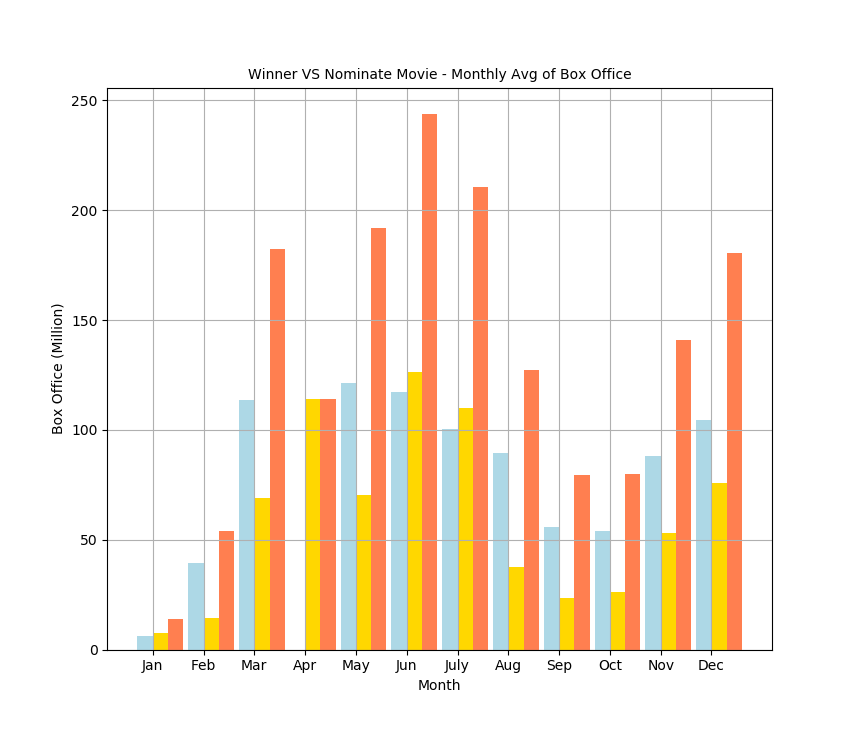 Winner VS Nominate Movie - Monthly Avg of Box Office
250
200
150
100
50
0
Box Office (Million)
Jan Feb Mar Apr May Jun July Aug Sep Oct Nov Dec
Month